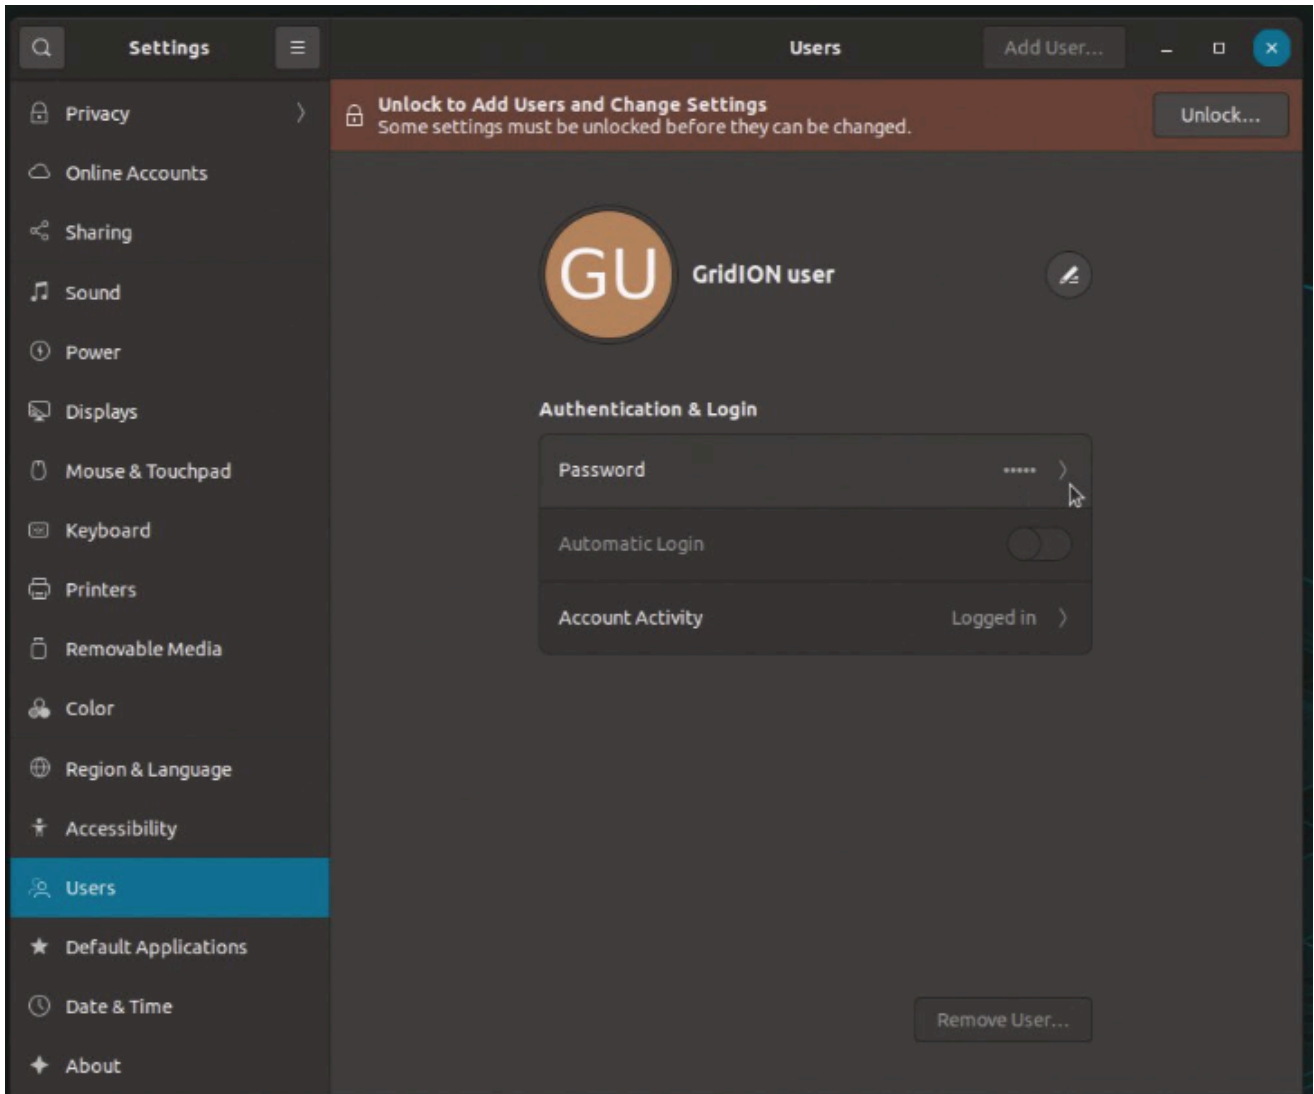 Settings
Users
Add User...
Privacy
Online Accounts
Sharing
Sound
Power
Displays
Mouse & Touchpad
Keyboard
Printers
Removable Media
Color
Region & Language
Accessibility
Users
Default Applications
Date & Time
About
Unlock to Add Users and Change Settings
Some settings must be unlocked before they can be changed.
Unlock...
GU
GridION user
Authentication & Login
Password •••••
Automatic Login
Account Activity Logged in
Remove User...